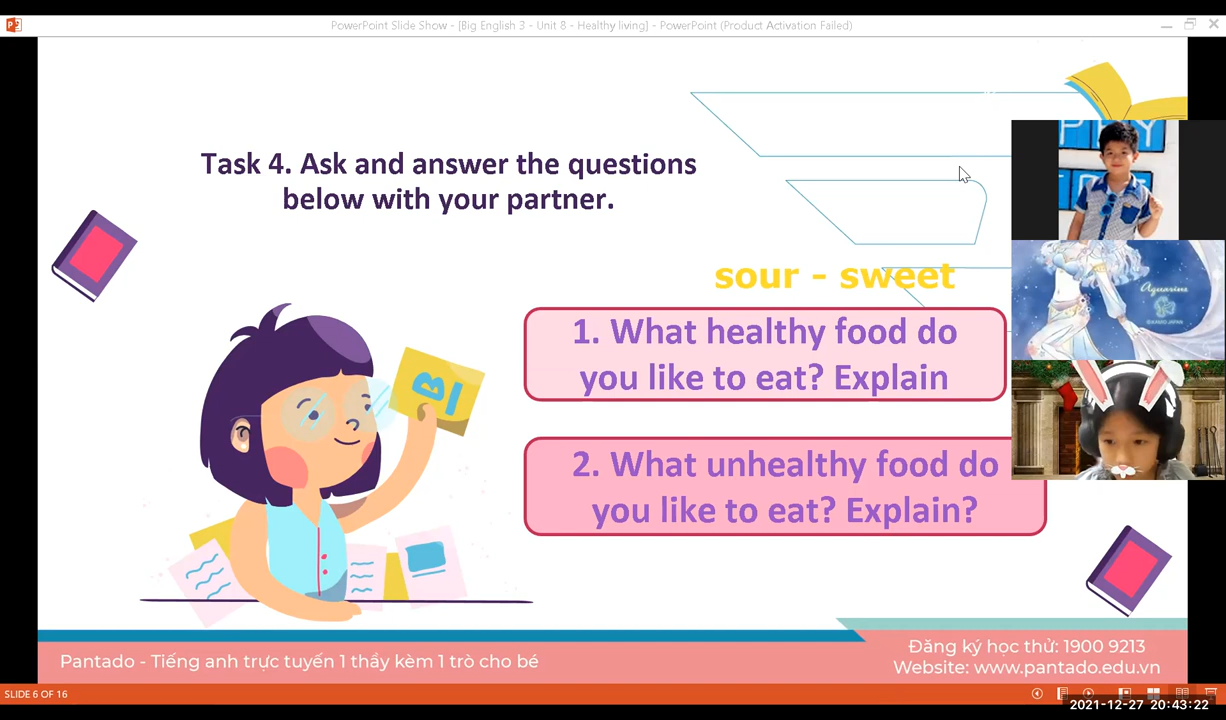 PowerPoint Slide Show - [Big English 3 - Unit 8 - Healthy living] - PowerPoint (Product Activation Failed)
Task 4. Ask and answer the questions
below with your partner.
sour - sweet
1. What healthy food do
you like to eat? Explain
2. What unhealthy food do
you like to eat? Explain?
Aquarius
Pantado - Tiếng anh trực tuyến 1 thầy kèm 1 trò cho bé
Đăng ký học thử: 1900 9213
Website: www.pantado.edu.vn
SLIDE 6 OF 16
2021-12-27 20:43:22